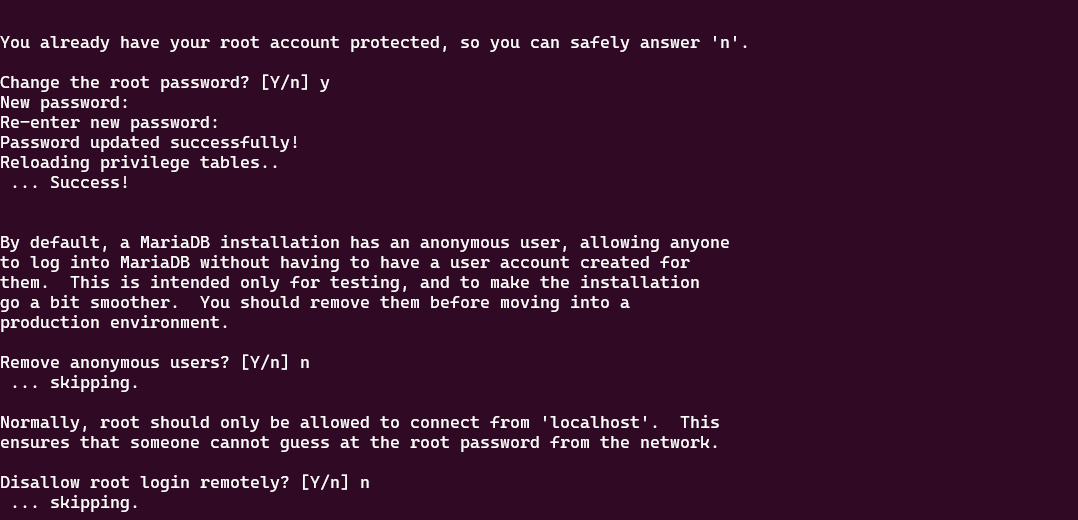 You already have your root account protected, so you can safely answer 'n'.
Change the root password? [Y/n] y
New password:
Re-enter new password:
Password updated successfully!
Reloading privilege tables..
 ... Success!
By default, a MariaDB installation has an anonymous user, allowing anyone
to log into MariaDB without having to have a user account created for
them.  This is intended only for testing, and to make the installation
go a bit smoother.  You should remove them before moving into a
production environment.
Remove anonymous users? [Y/n] n
 ... skipping.
Normally, root should only be allowed to connect from 'localhost'.  This
ensures that someone cannot guess at the root password from the network.
Disallow root login remotely? [Y/n] n
 ... skipping.